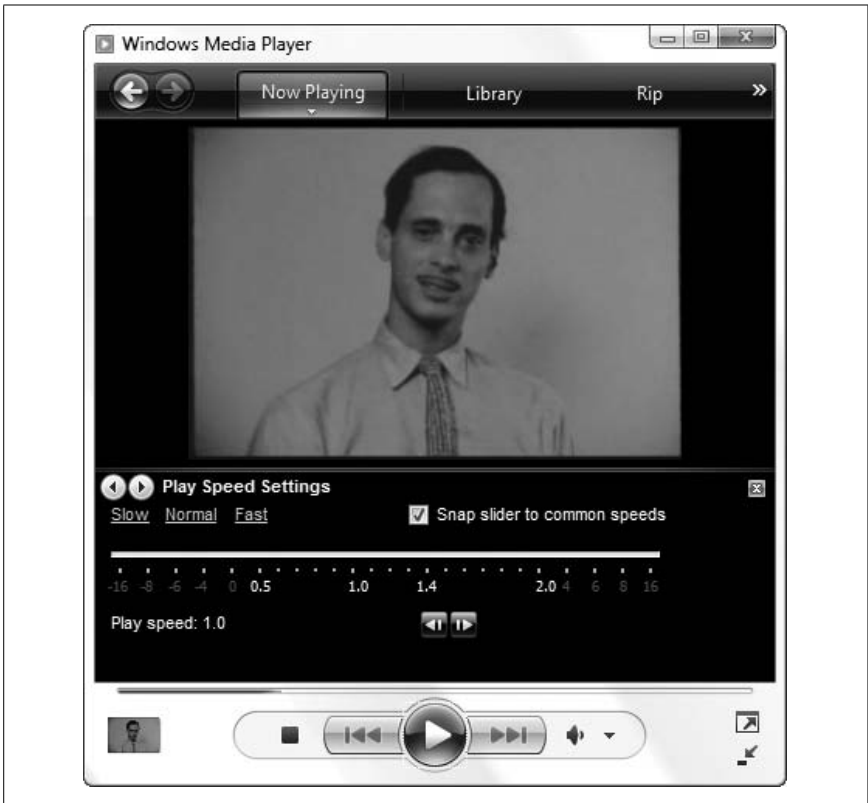 Windows Media Player
Now Playing Library Rip »
Play Speed Settings
Slow Normal Fast Snap slider to common speeds
-16 -8 -6 -4 0 0.5 1.0 1.4 2.0 4 6 8 16
Play speed: 1.0